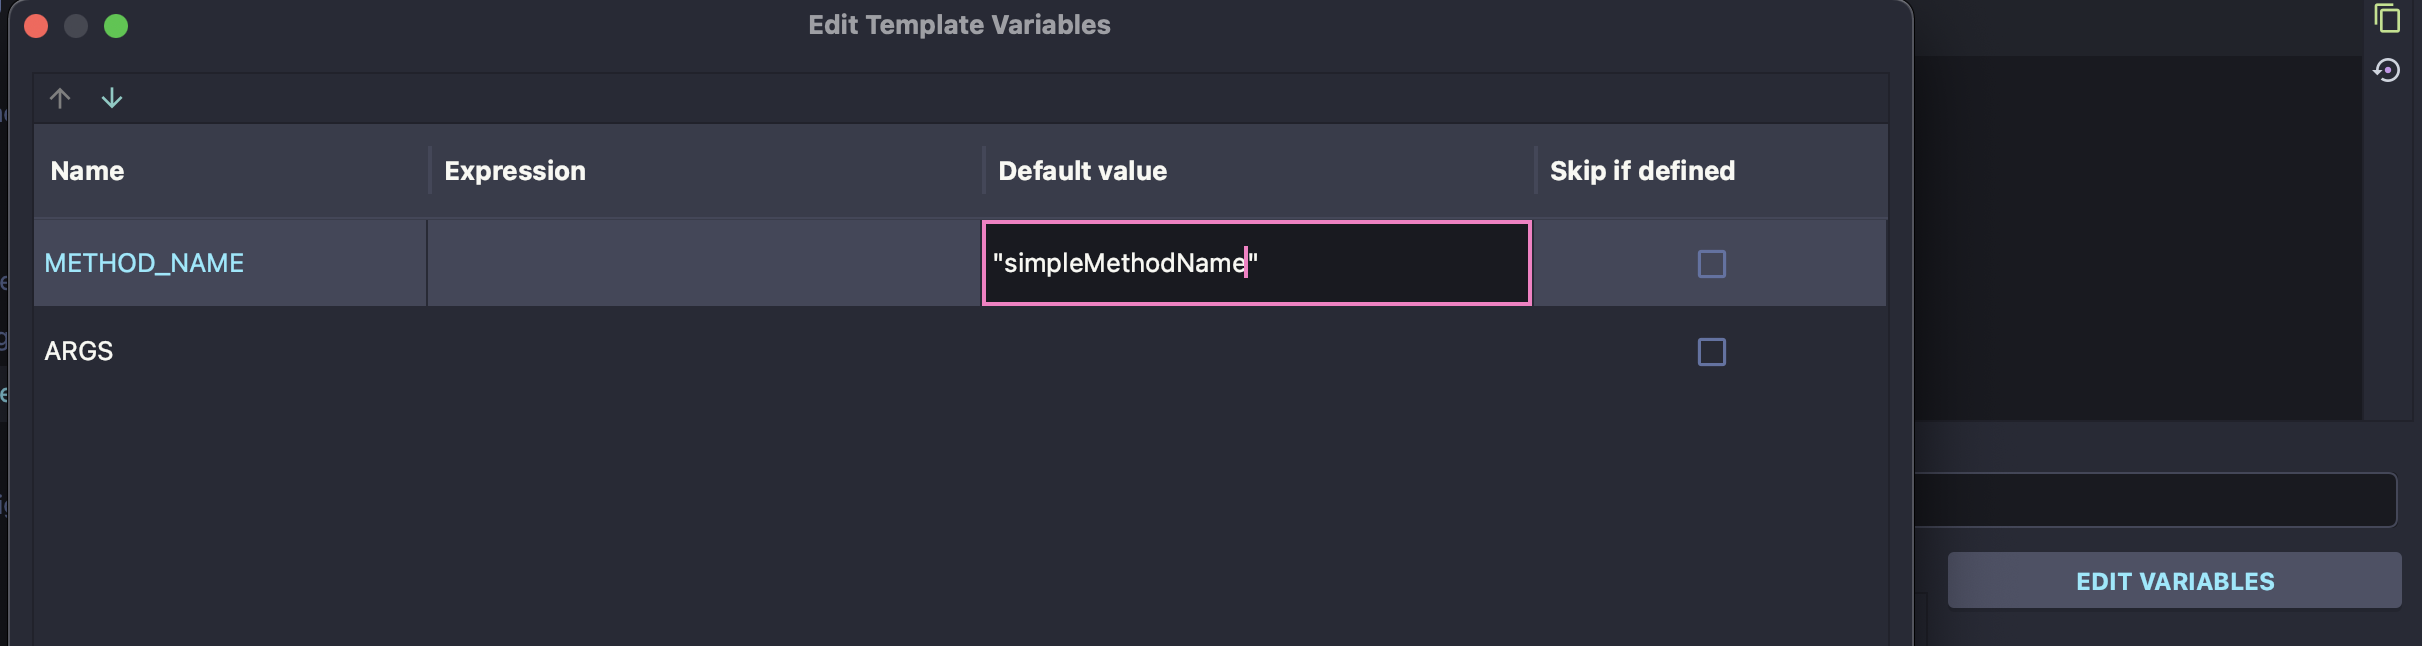 Edit Template Variables
Name Expression Default value Skip if defined
METHOD_NAME "simpleMethodName"
ARGS
EDIT VARIABLES